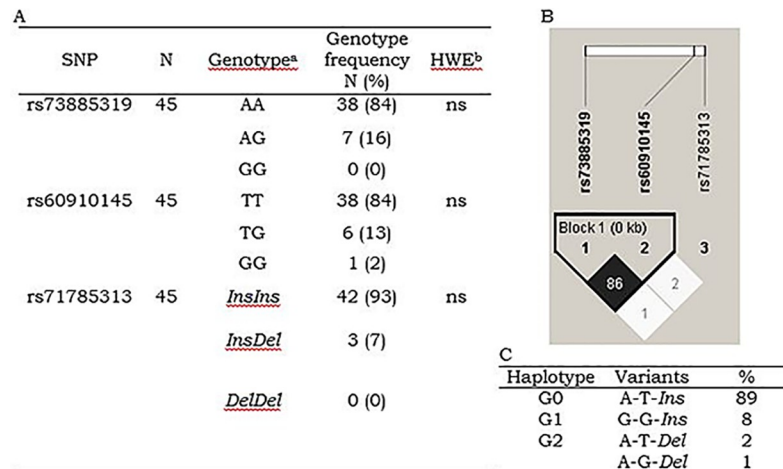 A
SNP N Genotypeᵃ Genotype frequency N (%) HWEᵇ
rs73885319 45 AA 38 (84) ns
AG 7 (16)
GG 0 (0)
rs60910145 45 TT 38 (84) ns
TG 6 (13)
GG 1 (2)
rs71785313 45 InsIns 42 (93) ns
InsDel 3 (7)
DelDel 0 (0)
B
rs73885319
rs60910145
rs71785313
Block 1 (0 kb)
1 2 3
86
2
1
C
Haplotype Variants %
G0 A-T-Ins 89
G1 G-G-Ins 8
G2 A-T-Del 2
A-G-Del 1